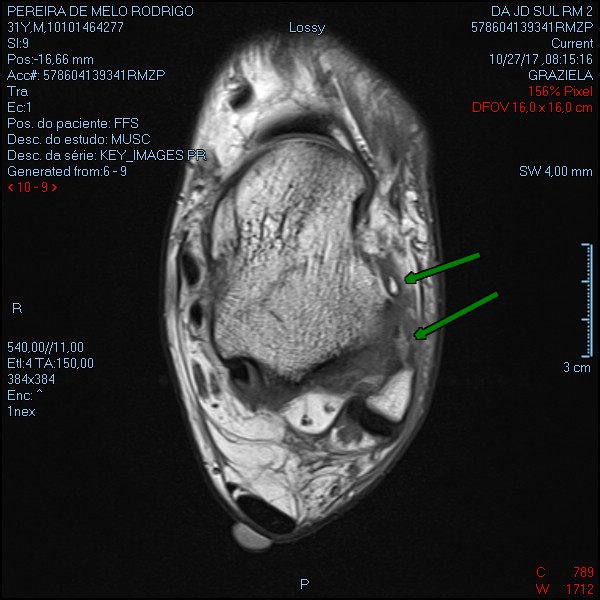 PEREIRA DE MELO RODRIGO
31Y,M,10101464277
Sl:9
Pos:-16,66 mm
Acc#: 578604139341RMZP
Tra
Ec:1
Pos. do paciente: FFS
Desc. do estudo: MUSC
Desc. da série: KEY_IMAGES PR
Generated from:6 - 9
< 10 - 9 >
Lossy
DA JD SUL RM 2
578604139341RMZP
Current
10/27/17 ,08:15:16
GRAZIELA
156% Pixel
DFOV 16,0 x 16,0 cm
SW 4,00 mm
R
540,00//11,00
Etl:4 TA:150,00
384x384
Enc: ^
1nex
3 cm
P
C 789
W 1712